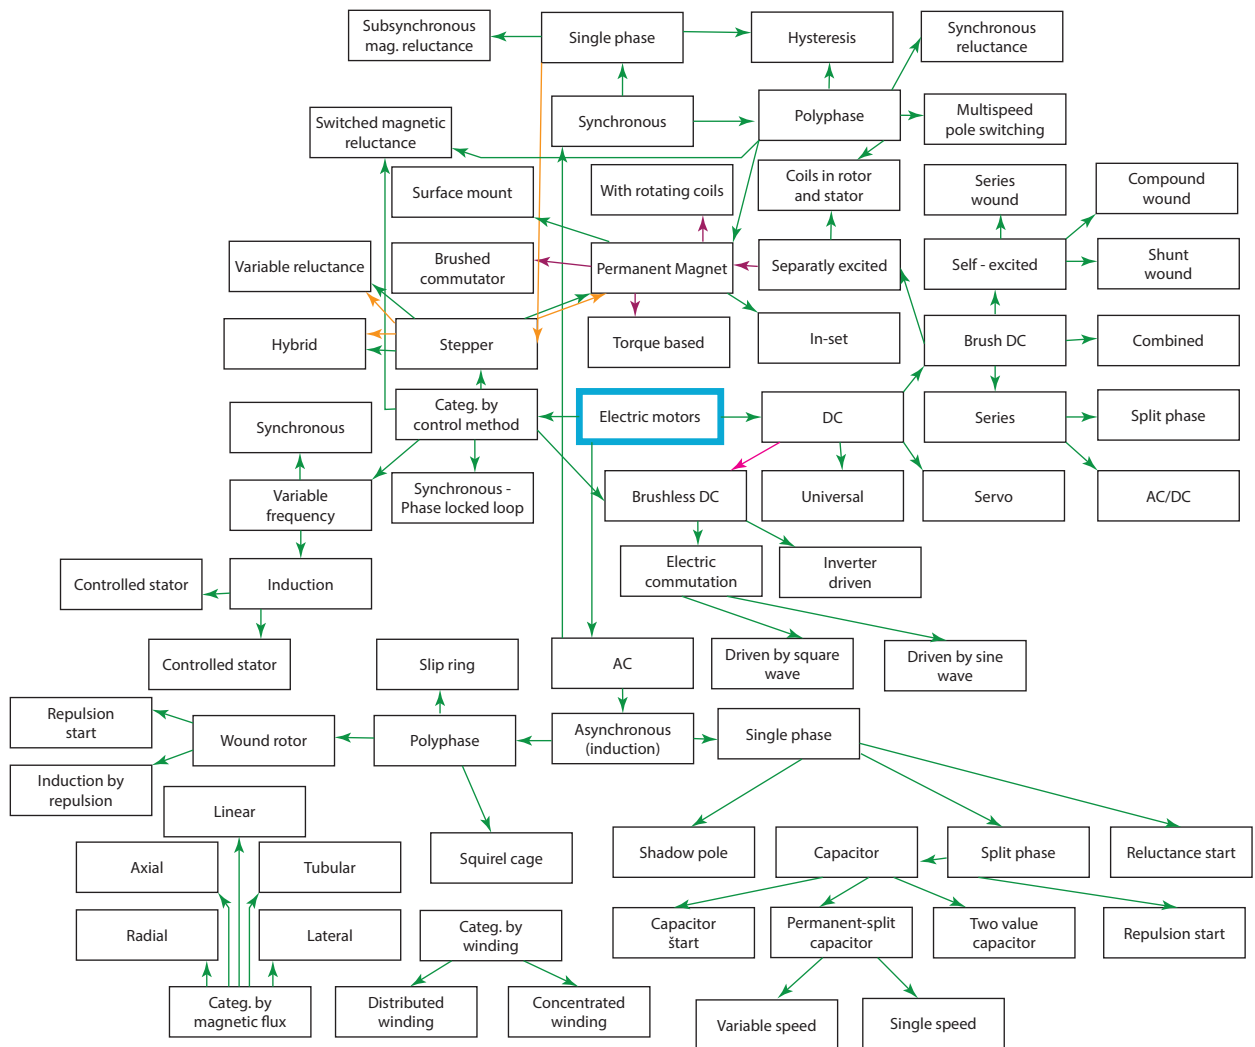 Subsynchronous
mag. reluctance
Single phase
Hysteresis
Synchronous
reluctance
Switched magnetic
reluctance
Synchronous
Polyphase
Multispeed
pole switching
Surface mount
With rotating coils
Coils in rotor
and stator
Series
wound
Compound
wound
Variable reluctance
Brushed
commutator
Permanent Magnet
Separatly excited
Self - excited
Shunt
wound
Hybrid
Stepper
Torque based
In-set
Brush DC
Combined
Synchronous
Categ. by
control method
Electric motors
DC
Series
Split phase
Variable
frequency
Synchronous -
Phase locked loop
Brushless DC
Universal
Servo
AC/DC
Controlled stator
Induction
Electric
commutation
Inverter
driven
Controlled stator
Slip ring
AC
Driven by square
wave
Driven by sine
wave
Repulsion
start
Wound rotor
Polyphase
Asynchronous
(induction)
Single phase
Induction by
repulsion
Linear
Axial
Tubular
Squirel cage
Shadow pole
Capacitor
Split phase
Reluctance start
Radial
Lateral
Categ. by
winding
Capacitor
štart
Permanent-split
capacitor
Two value
capacitor
Repulsion start
Categ. by
magnetic flux
Distributed
winding
Concentrated
winding
Variable speed
Single speed